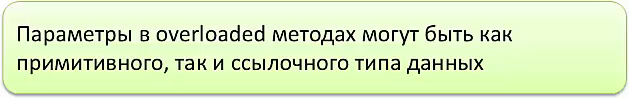 Параметры в overloaded методах могут быть как
примитивного, так и ссылочного типа данных